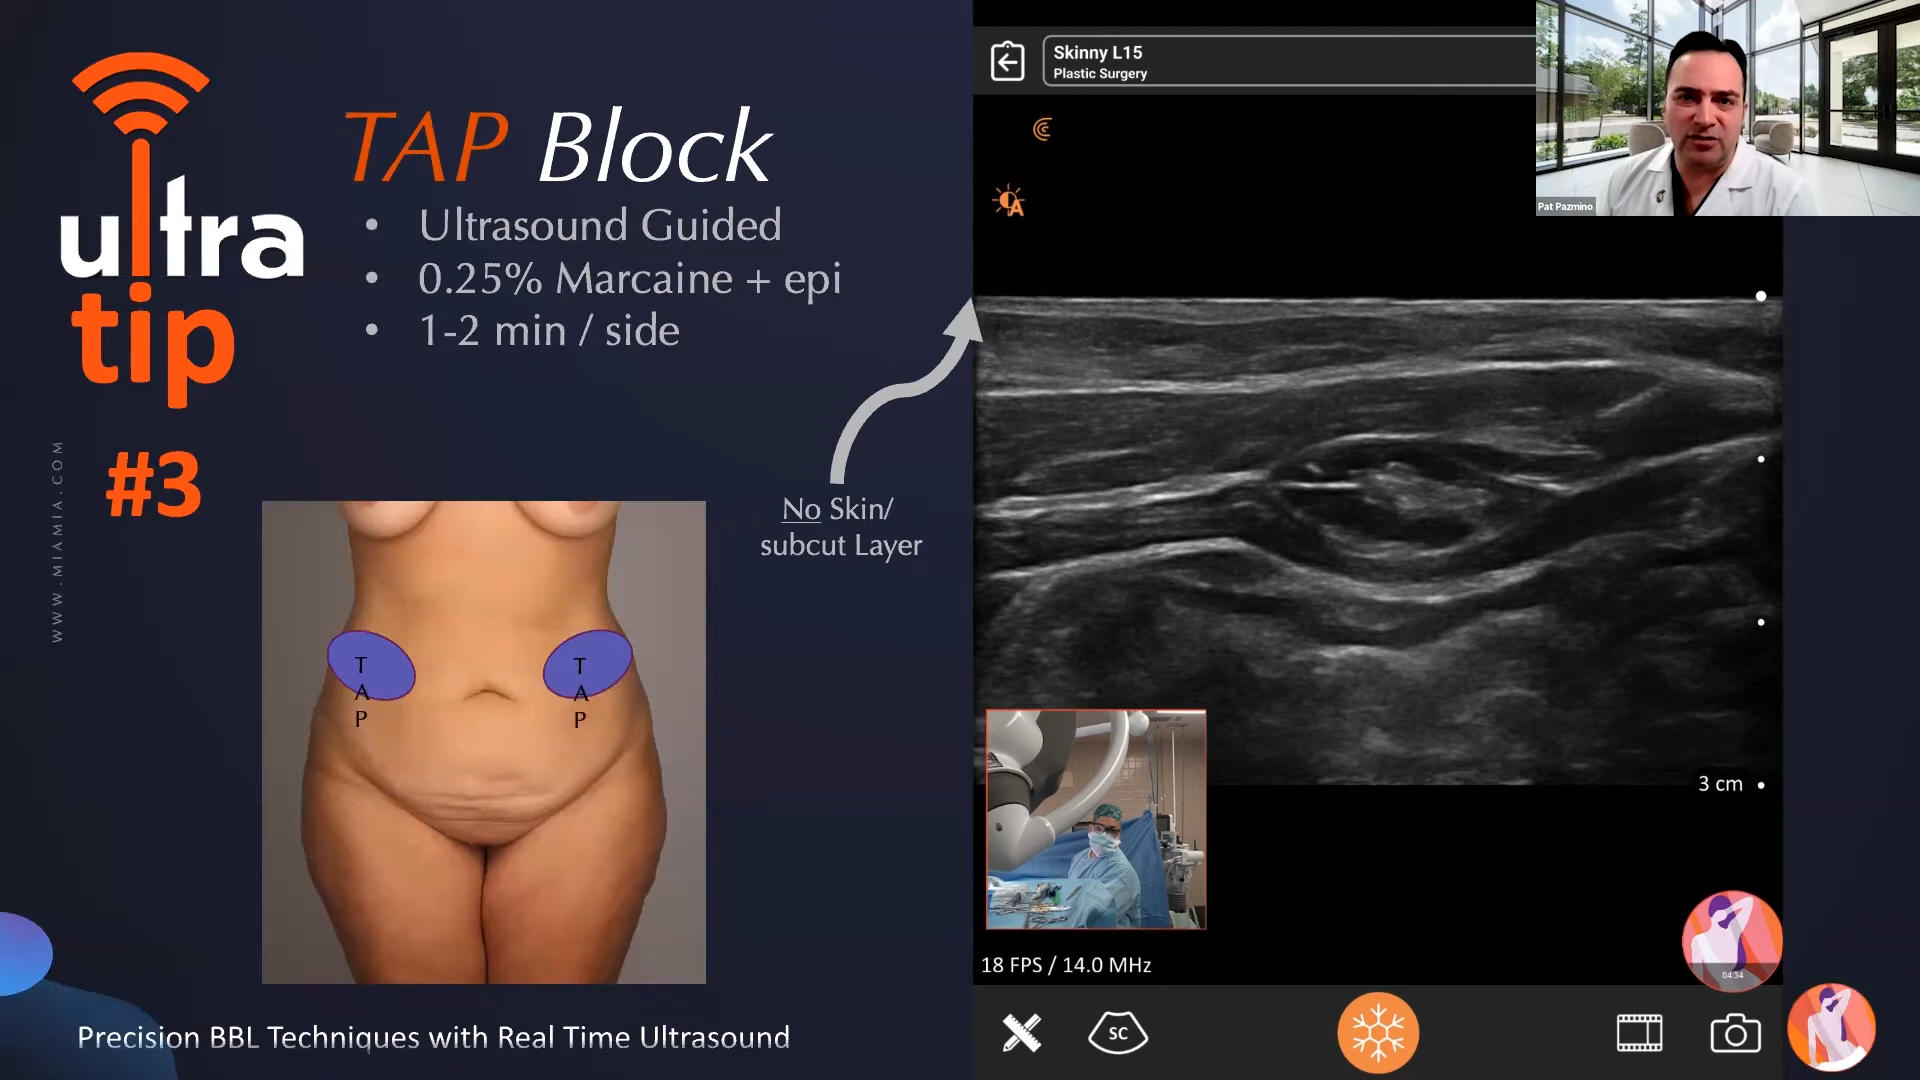 ultra
tip
#3
WWW.MIAMIA.COM
TAP Block
• Ultrasound Guided
• 0.25% Marcaine + epi
• 1-2 min / side
No Skin/
subcut Layer
T
A
P
T
A
P
Precision BBL Techniques with Real Time Ultrasound
Skinny L15
Plastic Surgery
A
Pat Pazmino
3 cm
18 FPS / 14.0 MHz
04:34
SC